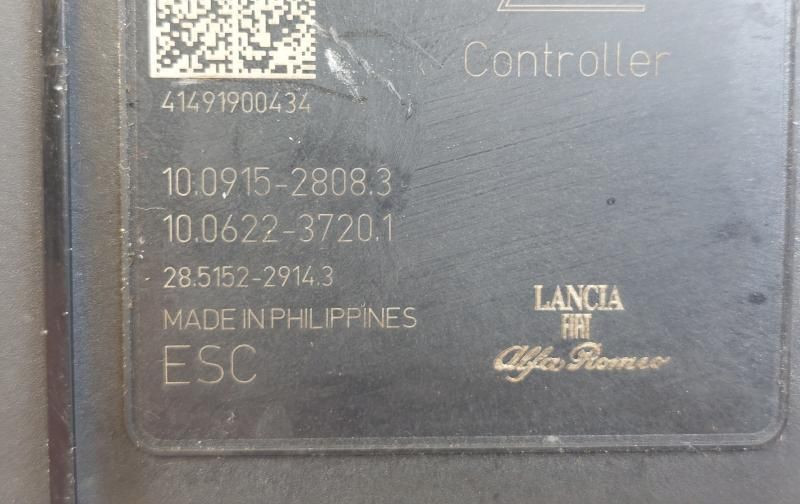 Controller
41491900434
10.0915-2808.3
10.0622-3720.1
28.5152-2914.3
MADE IN PHILIPPINES
ESC
LANCIA
FIAT
Alfa Romeo